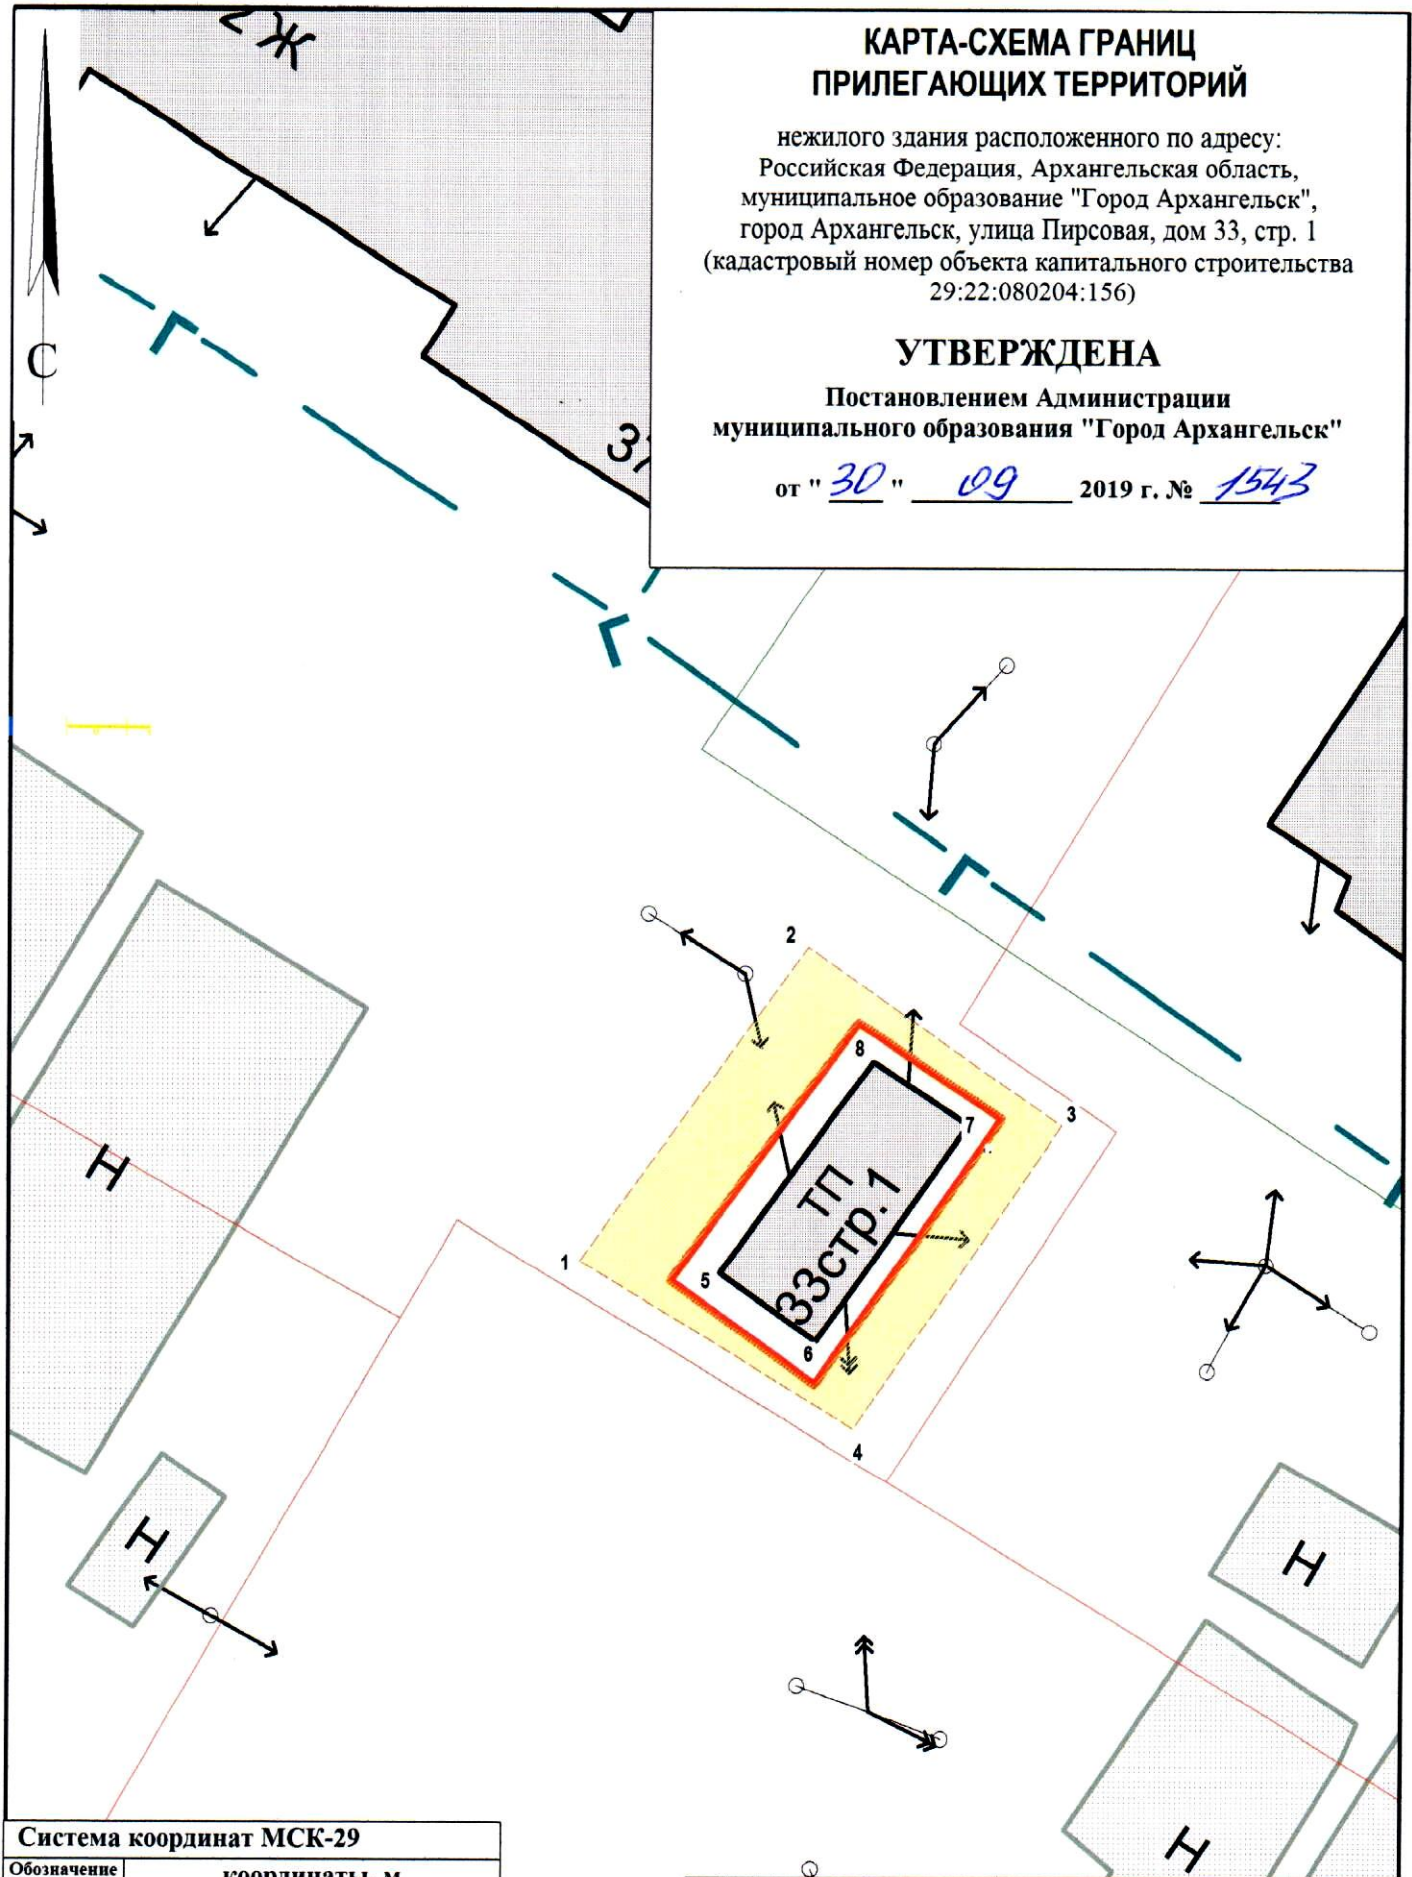 КАРТА-СХЕМА ГРАНИЦ
ПРИЛЕГАЮЩИХ ТЕРРИТОРИЙ
нежилого здания расположенного по адресу:
Российская Федерация, Архангельская область,
муниципальное образование "Город Архангельск",
город Архангельск, улица Пирсовая, дом 33, стр. 1
(кадастровый номер объекта капитального строительства
29:22:080204:156)
УТВЕРЖДЕНА
Постановлением Администрации
муниципального образования "Город Архангельск"
от " 30 " 09 2019 г. № 1543
2 Ж
С
37
Г
Г
Г
2
8
7
3
ТП
33стр.1
1
5
6
4
Н
Н
Н
Н
Система координат МСК-29
Обозначение
координаты, м